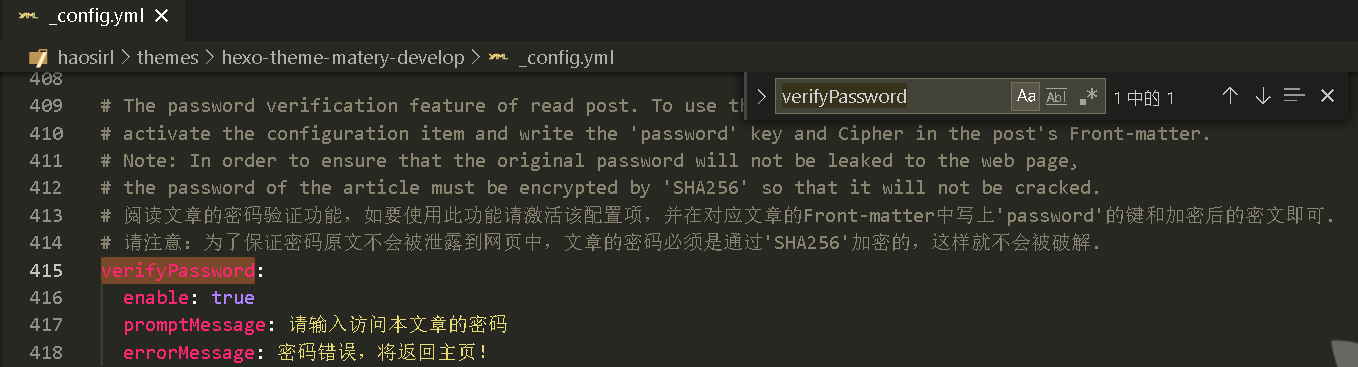 _config.yml
haosirl > themes > hexo-theme-matery-develop > _config.yml
verifyPassword Aa Abl .* 1 中的 1
408
409 # The password verification feature of read post. To use
410 # activate the configuration item and write the 'password' key and Cipher in the post's Front-matter.
411 # Note: In order to ensure that the original password will not be leaked to the web page,
412 # the password of the article must be encrypted by 'SHA256' so that it will not be cracked.
413 # 阅读文章的密码验证功能，如要使用此功能请激活该配置项，并在对应文章的Front-matter中写上'password'的键和加密后的密文即可.
414 # 请注意：为了保证密码原文不会被泄露到网页中，文章的密码必须是通过'SHA256'加密的，这样就不会被破解.
415 verifyPassword:
416 enable: true
417 promptMessage: 请输入访问本文章的密码
418 errorMessage: 密码错误，将返回主页！